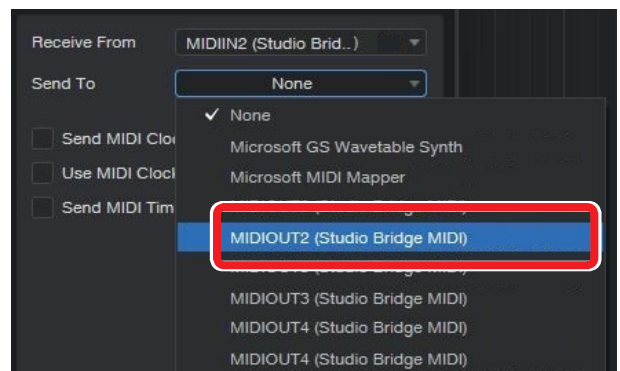 Receive From MIDIIN2 (Studio Brid..)
Send To None
None
Send MIDI Clo
Microsoft GS Wavetable Synth
Use MIDI Clock
Microsoft MIDI Mapper
Send MIDI Tim
MIDIOUT2 (Studio Bridge MIDI)
MIDIOUT3 (Studio Bridge MIDI)
MIDIOUT4 (Studio Bridge MIDI)
MIDIOUT4 (Studio Bridge MIDI)